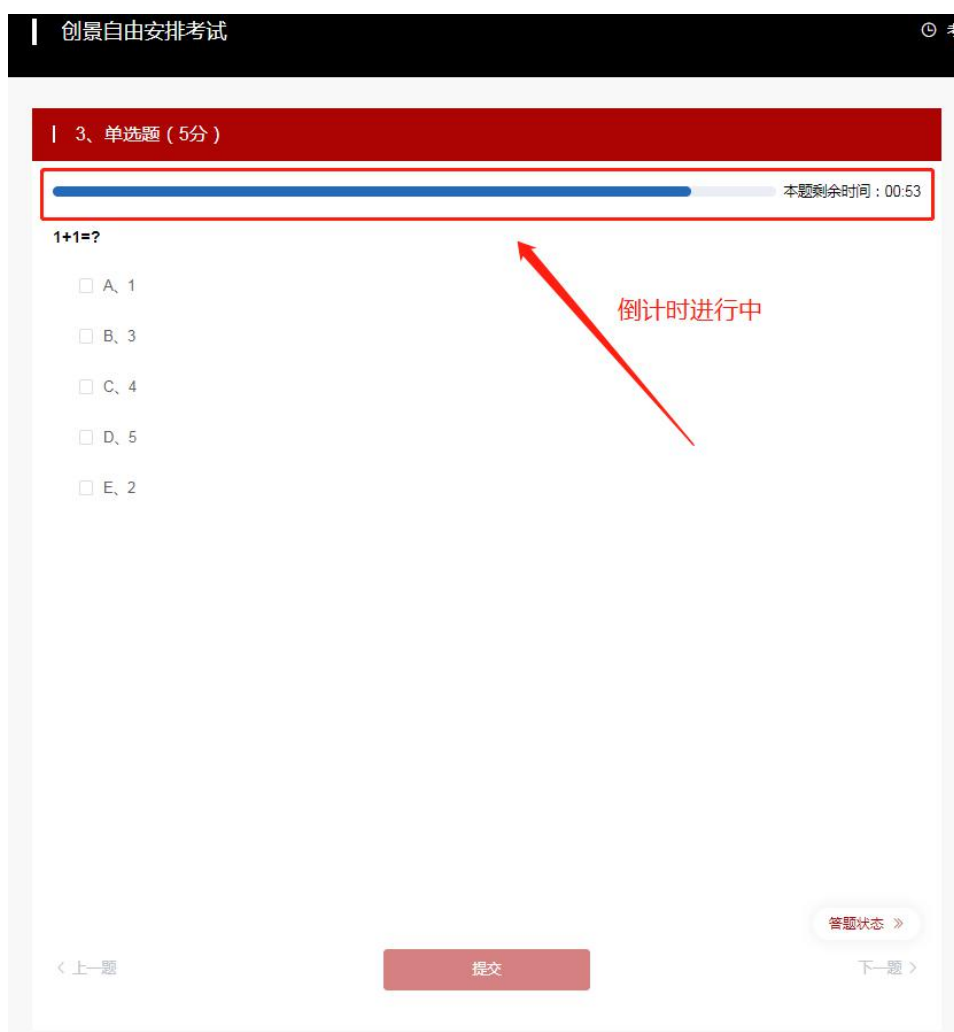 创景自由安排考试
3、单选题（5分）
本题剩余时间：00:53
1+1=?
倒计时进行中
A、1
B、3
C、4
D、5
E、2
答题状态 》
< 上一题
提交
下一题 >